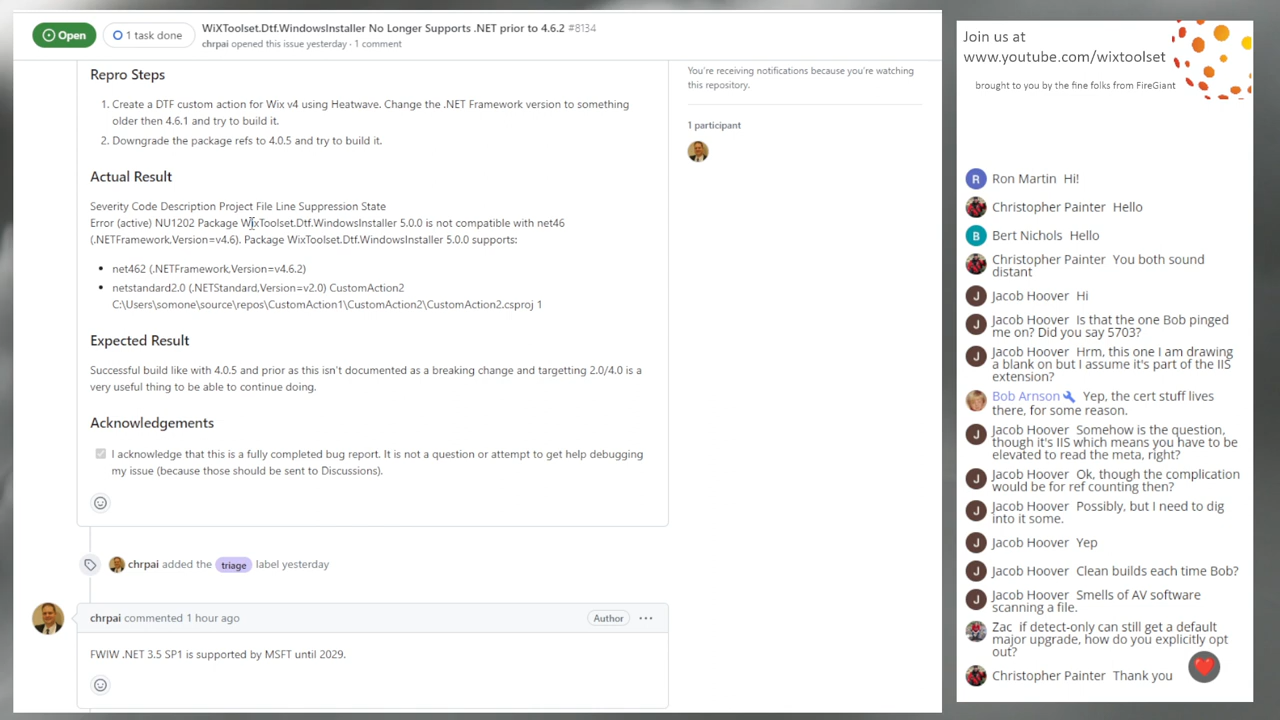 Open
1 task done
WiXToolset.Dtf.WindowsInstaller No Longer Supports .NET prior to 4.6.2 #8134
chrpai opened this issue yesterday · 1 comment
Repro Steps
1. Create a DTF custom action for Wix v4 using Heatwave. Change the .NET Framework version to something
older then 4.6.1 and try to build it.
2. Downgrade the package refs to 4.0.5 and try to build it.
Actual Result
Severity Code Description Project File Line Suppression State
Error (active) NU1202 Package WixToolset.Dtf.WindowsInstaller 5.0.0 is not compatible with net46
(.NETFramework,Version=v4.6). Package WixToolset.Dtf.WindowsInstaller 5.0.0 supports:
• net462 (.NETFramework,Version=v4.6.2)
• netstandard2.0 (.NETStandard,Version=v2.0) CustomAction2
C:\Users\somone\source\repos\CustomAction1\CustomAction2\CustomAction2.csproj 1
Expected Result
Successful build like with 4.0.5 and prior as this isn't documented as a breaking change and targetting 2.0/4.0 is a
very useful thing to be able to continue doing.
Acknowledgements
I acknowledge that this is a fully completed bug report. It is not a question or attempt to get help debugging
my issue (because those should be sent to Discussions).
chrpai added the triage label yesterday
chrpai commented 1 hour ago
Author
FWIW .NET 3.5 SP1 is supported by MSFT until 2029.
You're receiving notifications because you're watching
this repository.
1 participant
Join us at
www.youtube.com/wixtoolset
brought to you by the fine folks from FireGiant
R Ron Martin Hi!
Christopher Painter Hello
B Bert Nichols Hello
Christopher Painter You both sound
distant
J Jacob Hoover Hi
J Jacob Hoover Is that the one Bob pinged
me on? Did you say 5703?
J Jacob Hoover Hrm, this one I am drawing
a blank on but I assume it's part of the IIS
extension?
Bob Arnson Yep, the cert stuff lives
there, for some reason.
J Jacob Hoover Somehow is the question,
though it's IIS which means you have to be
elevated to read the meta, right?
J Jacob Hoover Ok, though the complication
would be for ref counting then?
J Jacob Hoover Possibly, but I need to dig
into it some.
J Jacob Hoover Yep
J Jacob Hoover Clean builds each time Bob?
J Jacob Hoover Smells of AV software
scanning a file.
Zac if detect-only can still get a default
major upgrade, how do you explicitly opt
out?
Christopher Painter Thank you